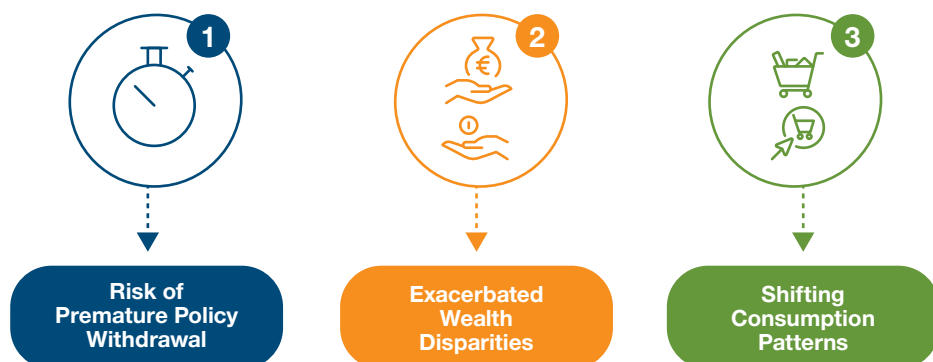 1
2
3
€
Risk of
Premature Policy
Withdrawal
Exacerbated
Wealth
Disparities
Shifting
Consumption
Patterns